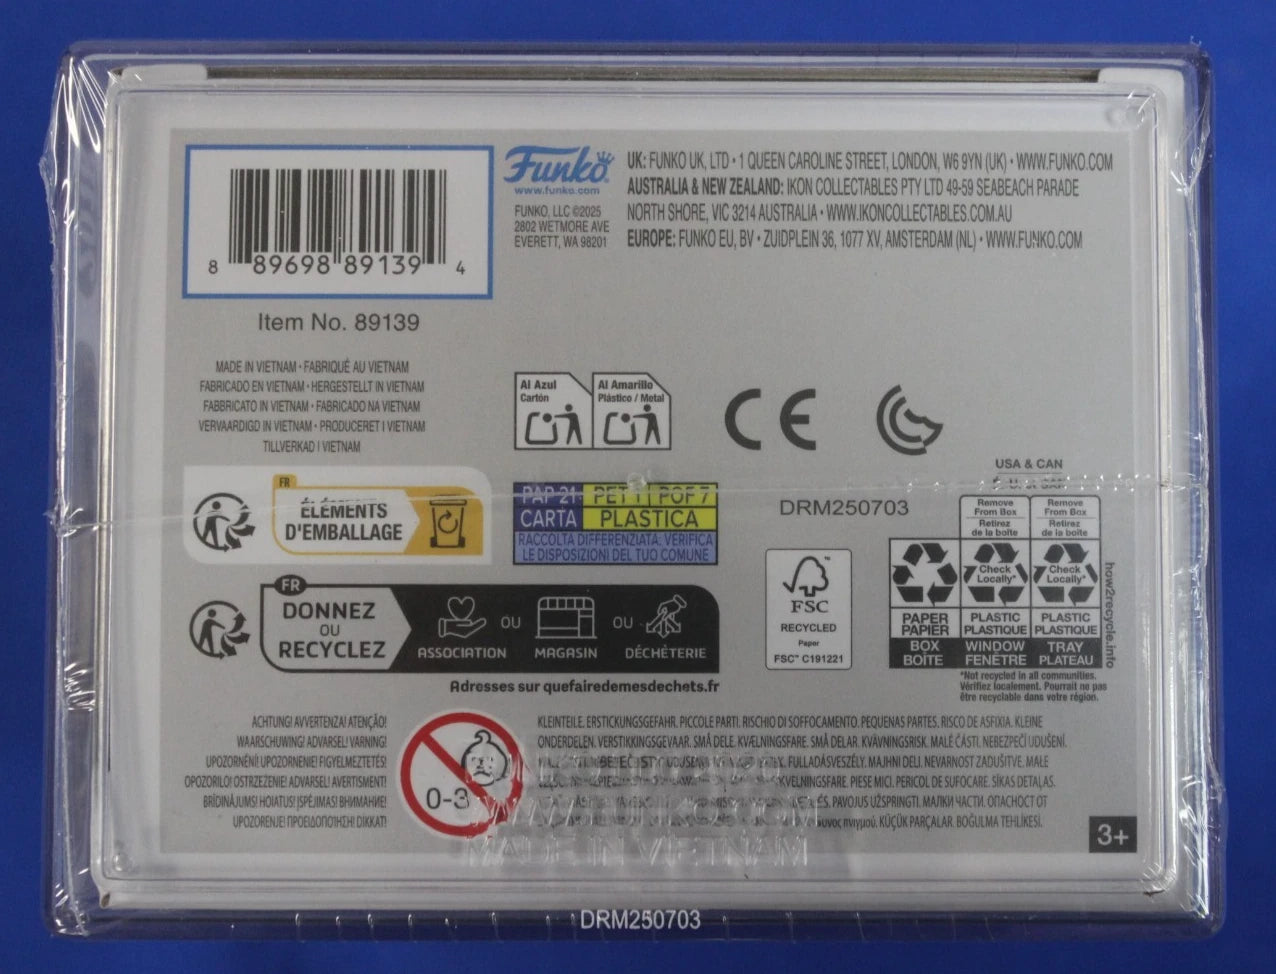 8 89698 89139 4
Item No. 89139
Funko
www.funko.com
FUNKO, LLC ©2025
2802 WETMORE AVE
EVERETT, WA 98201
UK: FUNKO UK, LTD • 1 QUEEN CAROLINE STREET, LONDON, W6 9YN (UK) • WWW.FUNKO.COM
AUSTRALIA & NEW ZEALAND: IKON COLLECTABLES PTY LTD 49-59 SEABEACH PARADE
NORTH SHORE, VIC 3214 AUSTRALIA • WWW.IKONCOLLECTABLES.COM.AU
EUROPE: FUNKO EU, BV • ZUIDPLEIN 36, 1077 XV, AMSTERDAM (NL) • WWW.FUNKO.COM
MADE IN VIETNAM • FABRIQUÉ AU VIETNAM
FABRICADO EN VIETNAM • HERGESTELLT IN VIETNAM
FABBRICATO IN VIETNAM • FABRICADO NA VIETNAM
VERVAARDIGD IN VIETNAM • PRODUCERET I VIETNAM
TILLVERKAD I VIETNAM
Al Azul
Cartón
Al Amarillo
Plástico / Metal
CE
FR
ÉLÉMENTS
D'EMBALLAGE
PAP 21
CARTA
PET 1 POF 7
PLASTICA
RACCOLTA DIFFERENZIATA. VERIFICA
LE DISPOSIZIONI DEL TUO COMUNE
DRM250703
FSC
RECYCLED
Paper
FSC™ C191221
USA & CAN
Remove
From Box
Retirez
de la boîte
Remove
From Box
Retirez
de la boîte
Check
Locally*
Check
Locally*
PAPER
PAPIER
BOX
BOÎTE
PLASTIC
PLASTIQUE
WINDOW
FENÊTRE
PLASTIC
PLASTIQUE
TRAY
PLATEAU
how2recycle.info
*Not recycled in all communities.
Vérifiez localement. Pourrait ne pas
être recyclable dans votre région.
FR
DONNEZ
OU
RECYCLEZ
ASSOCIATION
OU
MAGASIN
OU
DÉCHÈTERIE
Adresses sur quefairedemesdechets.fr
ACHTUNG! AVVERTENZA! ATENÇÃO!
WAARSCHUWING! ADVARSEL! VARNING!
UPOZORNĚNÍ! UPOZORNENIE! FIGYELMEZTETÉS!
OPOZORILO! OSTRZEŻENIE! ADVARSEL! AVERTISMENT!
BRĪDINĀJUMS! HOIATUS! ĮSPĖJIMAS! ВНИМАНИЕ!
UPOZORENJE! ΠΡΟΕΙΔΟΠΟΙΗΣΗ! DIKKAT!
0-3
KLEINTEILE. ERSTICKUNGSGEFAHR. PICCOLE PARTI. RISCHIO DI SOFFOCAMENTO. PEQUENAS PARTES, RISCO DE ASFIXIA. KLEINE
ONDERDELEN. VERSTIKKINGSGEVAAR. SMÅ DELE. KVÆLNINGSFARE. SMÅ DELAR. KVÄVNINGSRISK. MALÉ ČÁSTI. NEBEZPEČÍ UDUŠENÍ.
FULLADÁSVESZÉLY. MAJHNI DELI. NEVARNOST ZADUŠITVE. MAŁE
KVELNINGSFARE. PIESE MICI. PERICOL DE SUFOCARE. SĪKAS DETAĻAS.
PAVOJUS UŽSPRINGTI. МАЛКИ ЧАСТИ. ОПАСНОСТ ОТ
πνιγμού. KÜÇÜK PARÇALAR. BOĞULMA TEHLİKESİ.
3+
WWW.FUNKO.COM
MADE IN VIETNAM
DRM250703